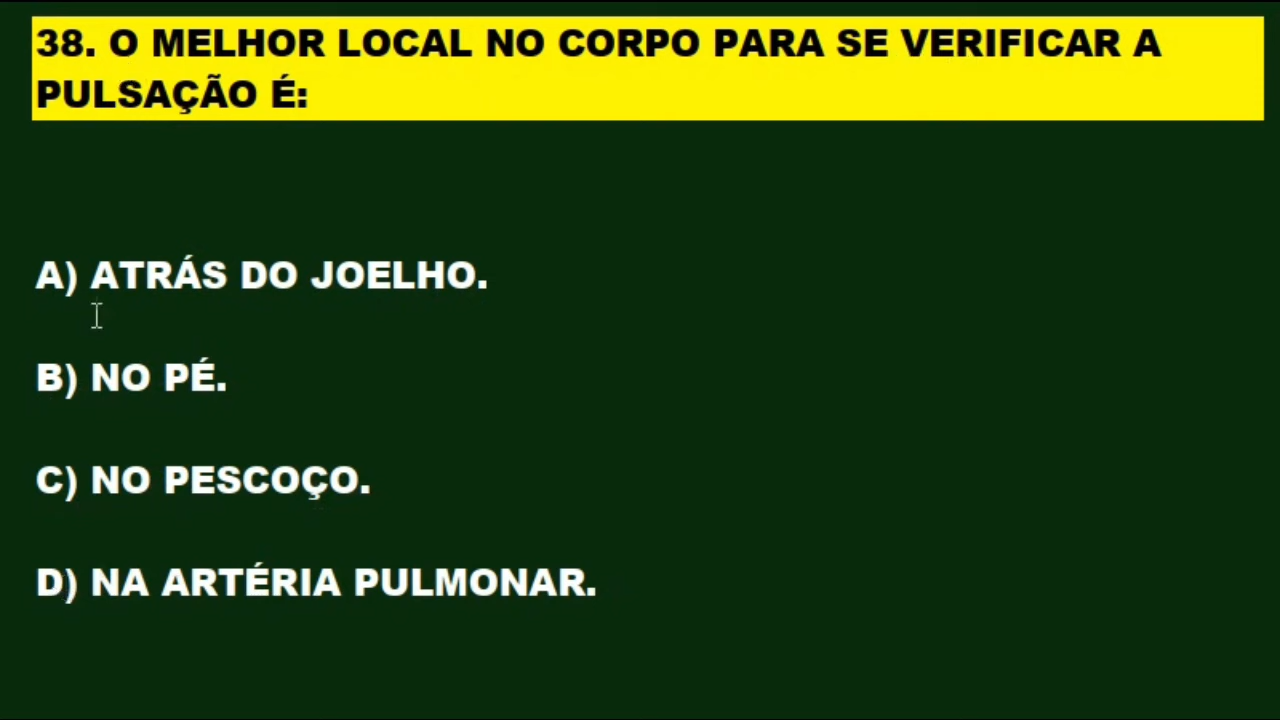 38. O MELHOR LOCAL NO CORPO PARA SE VERIFICAR A
PULSAÇÃO É:
A) ATRÁS DO JOELHO.
B) NO PÉ.
C) NO PESCOÇO.
D) NA ARTÉRIA PULMONAR.